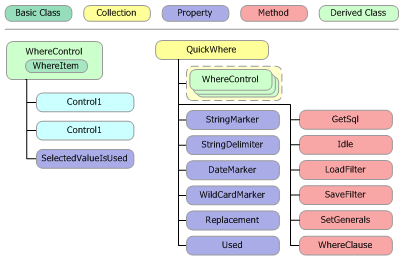 Basic Class
Collection
Property
Method
Derived Class
WhereControl
WhereItem
Control1
Control1
SelectedValueIsUsed
QuickWhere
WhereControl
StringMarker
StringDelimiter
DateMarker
WildCardMarker
Replacement
Used
GetSql
Idle
LoadFilter
SaveFilter
SetGenerals
WhereClause